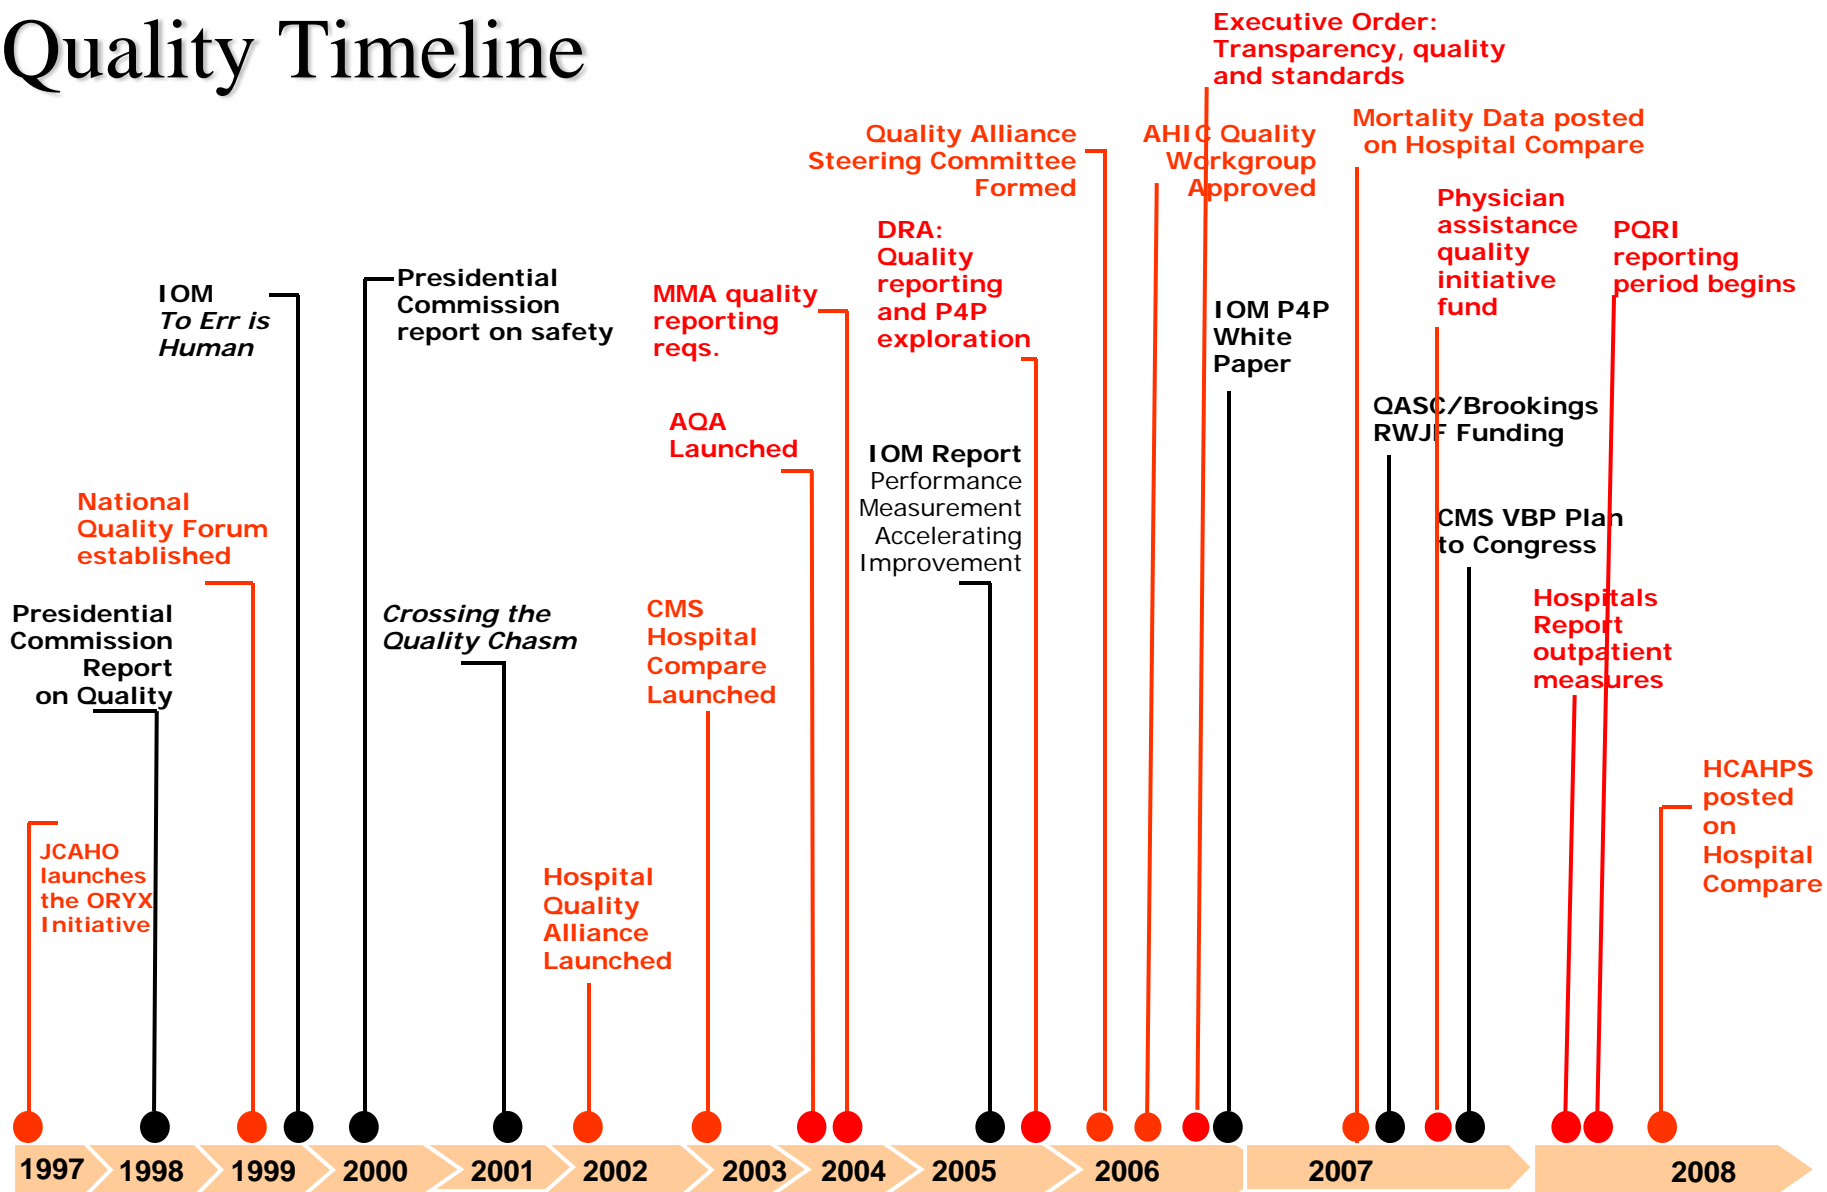 Quality Timeline
Executive Order:
Transparency, quality
and standards
Quality Alliance
Steering Committee
Formed
AHIC Quality
Workgroup
Approved
Mortality Data posted
on Hospital Compare
Physician
assistance
quality
initiative
fund
PQRI
reporting
period begins
DRA:
Quality
reporting
and P4P
exploration
IOM
To Err is
Human
Presidential
Commission
report on safety
MMA quality
reporting
reqs.
IOM P4P
White
Paper
AQA
Launched
QASC/Brookings
RWJF Funding
IOM Report
Performance
Measurement
Accelerating
Improvement
National
Quality Forum
established
CMS VBP Plan
to Congress
Presidential
Commission
Report
on Quality
Crossing the
Quality Chasm
CMS
Hospital
Compare
Launched
Hospitals
Report
outpatient
measures
HCAHPS
posted
on
Hospital
Compare
JCAHO
launches
the ORYX
Initiative
Hospital
Quality
Alliance
Launched
1997 1998 1999 2000 2001 2002 2003 2004 2005 2006 2007 2008